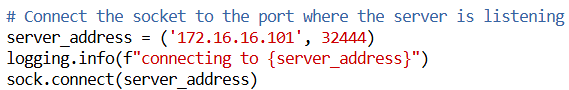 # Connect the socket to the port where the server is listening
server_address = ('172.16.16.101', 32444)
logging.info(f"connecting to {server_address}")
sock.connect(server_address)